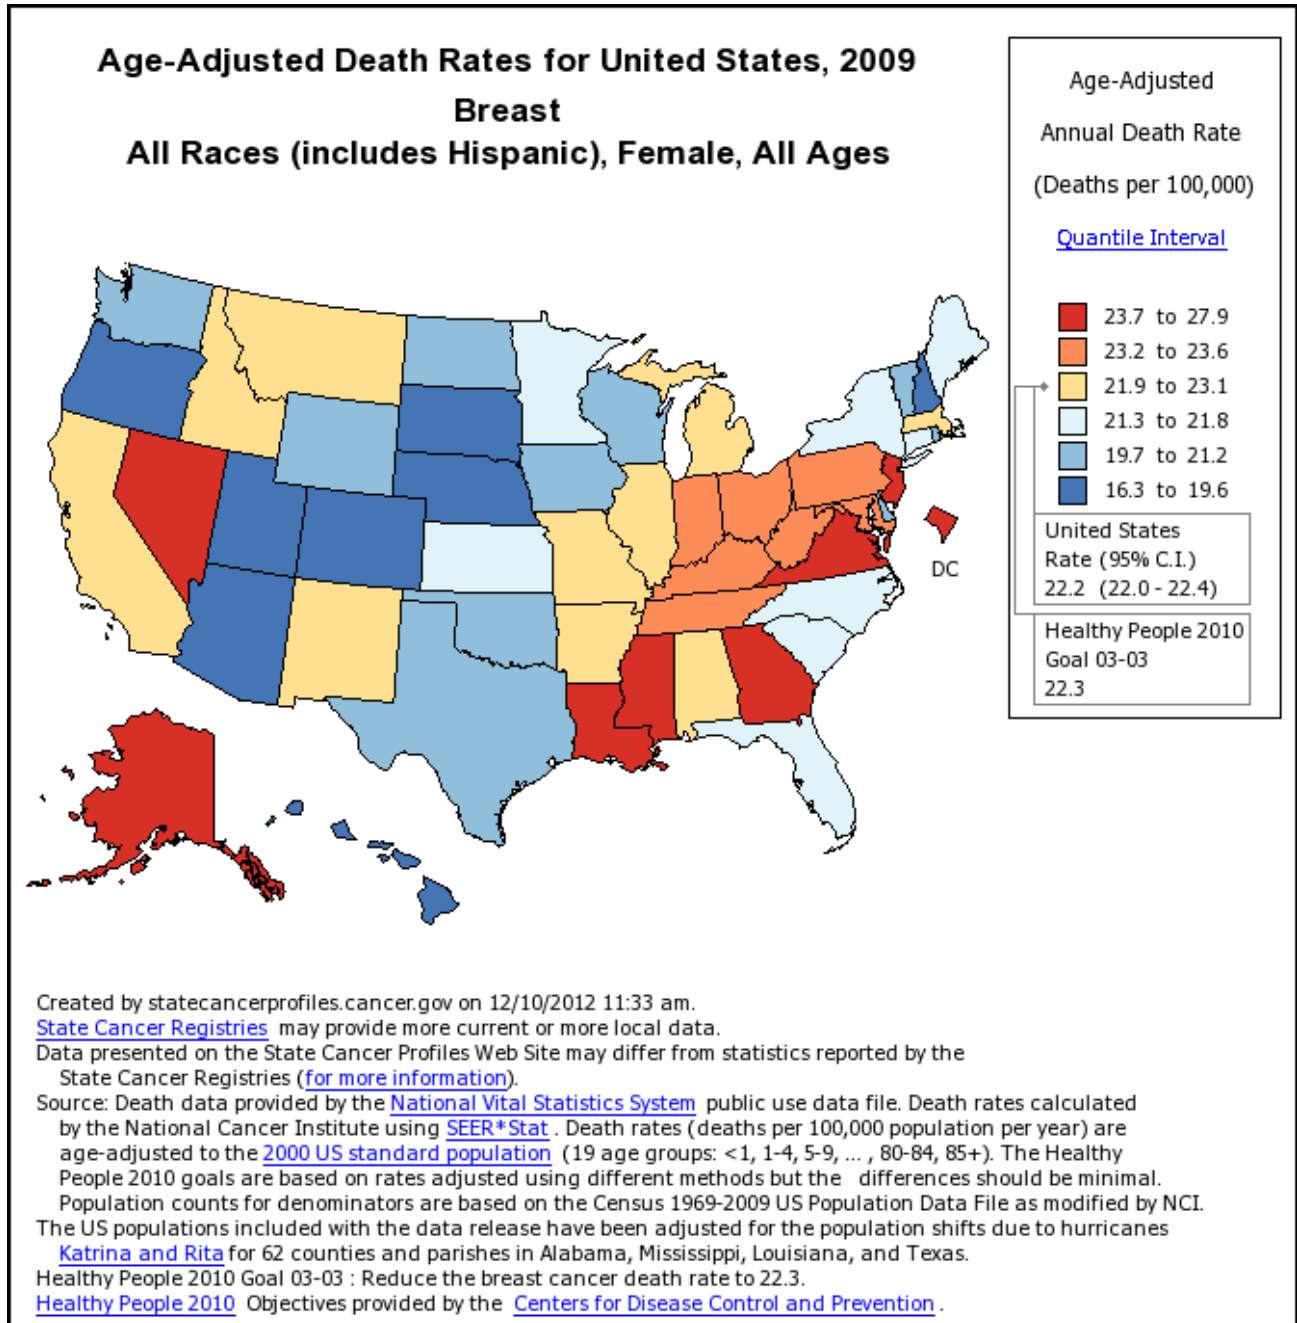 Age-Adjusted Death Rates for United States, 2009
Breast
All Races (includes Hispanic), Female, All Ages
Age-Adjusted
Annual Death Rate
(Deaths per 100,000)
Quantile Interval
23.7 to 27.9
23.2 to 23.6
21.9 to 23.1
21.3 to 21.8
19.7 to 21.2
16.3 to 19.6
United States
Rate (95% C.I.)
22.2 (22.0 - 22.4)
Healthy People 2010
Goal 03-03
22.3
DC
Created by statecancerprofiles.cancer.gov on 12/10/2012 11:33 am.
State Cancer Registries may provide more current or more local data.
Data presented on the State Cancer Profiles Web Site may differ from statistics reported by the
State Cancer Registries (for more information).
Source: Death data provided by the National Vital Statistics System public use data file. Death rates calculated
by the National Cancer Institute using SEER*Stat . Death rates (deaths per 100,000 population per year) are
age-adjusted to the 2000 US standard population (19 age groups: <1, 1-4, 5-9, ... , 80-84, 85+). The Healthy
People 2010 goals are based on rates adjusted using different methods but the differences should be minimal.
Population counts for denominators are based on the Census 1969-2009 US Population Data File as modified by NCI.
The US populations included with the data release have been adjusted for the population shifts due to hurricanes
Katrina and Rita for 62 counties and parishes in Alabama, Mississippi, Louisiana, and Texas.
Healthy People 2010 Goal 03-03 : Reduce the breast cancer death rate to 22.3.
Healthy People 2010 Objectives provided by the Centers for Disease Control and Prevention .